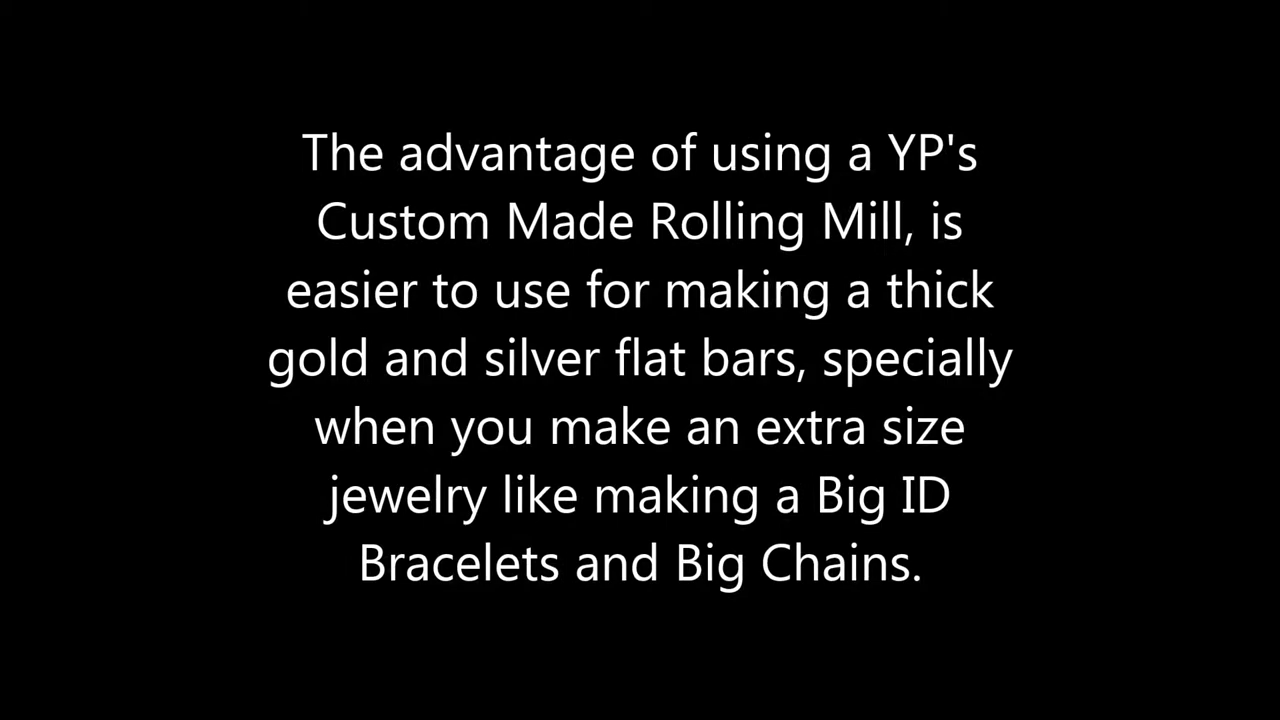 The advantage of using a YP's
Custom Made Rolling Mill, is
easier to use for making a thick
gold and silver flat bars, specially
when you make an extra size
jewelry like making a Big ID
Bracelets and Big Chains.